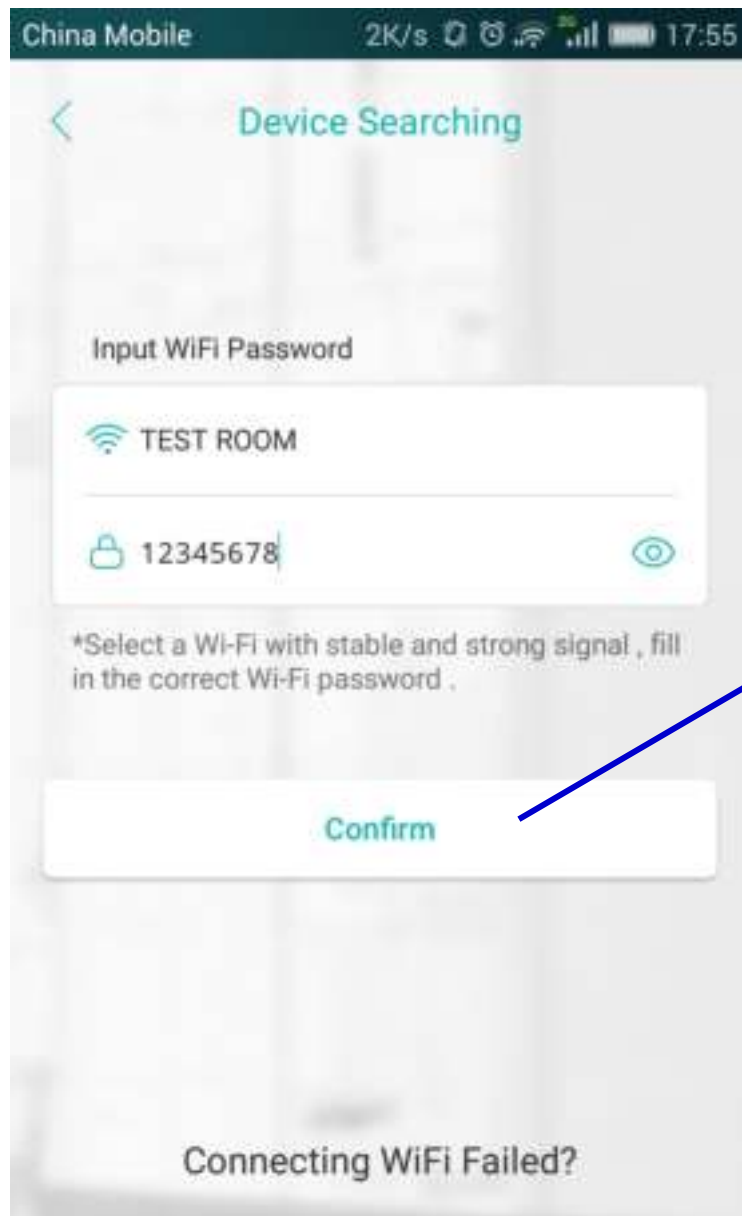 China Mobile 2K/s 17:55
Device Searching
Input WiFi Password
TEST ROOM
12345678
*Select a Wi-Fi with stable and strong signal , fill
in the correct Wi-Fi password .
Confirm
Connecting WiFi Failed?